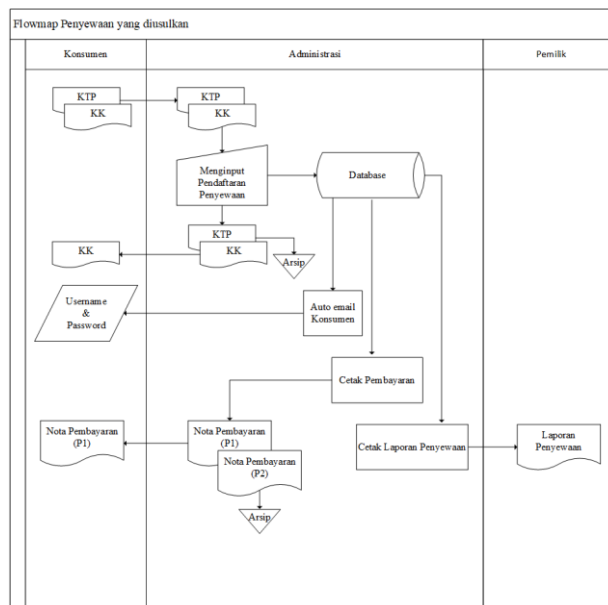 Flowmap Penyewaan yang diusulkan
Konsumen
Administrasi
Pemilik
KTP
KK
KTP
KK
Menginput
Pendaftaran
Penyewaan
Database
KTP
KK
KK
Arsip
Username
&
Password
Auto email
Konsumen
Cetak Pembayaran
Nota Pembayaran
(P1)
Nota Pembayaran
(P1)
Nota Pembayaran
(P2)
Cetak Laporan Penyewaan
Laporan
Penyewaan
Arsip